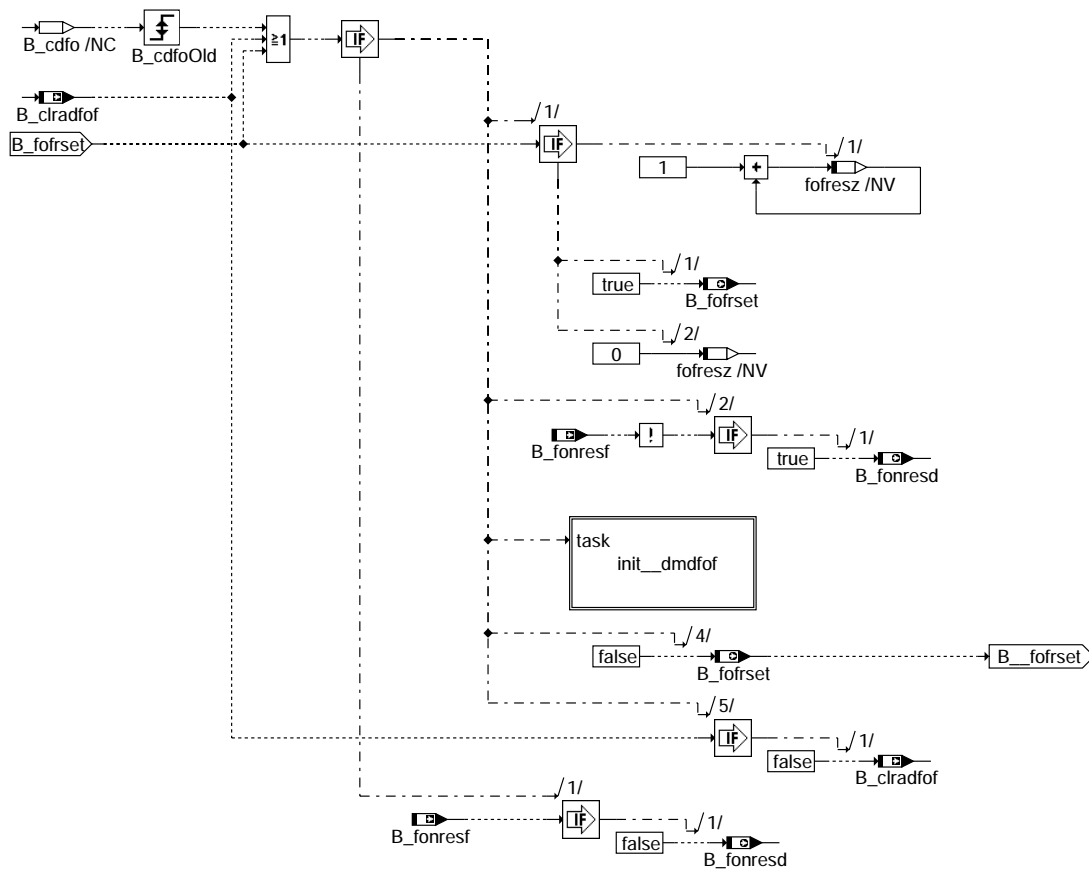 B_cdfo /NC
B_cdfoOld
≥1
IF
B_clradfof
B_fofrset
/1/
IF
/1/
1
+
fofresz /NV
/1/
true
B_fofrset
/2/
0
fofresz /NV
/2/
B_fonresf
!
IF
/1/
true
B_fonresd
task
init__dmdfof
/4/
false
B_fofrset
B__fofrset
/5/
IF
/1/
false
B_clradfof
/1/
B_fonresf
IF
/1/
false
B_fonresd